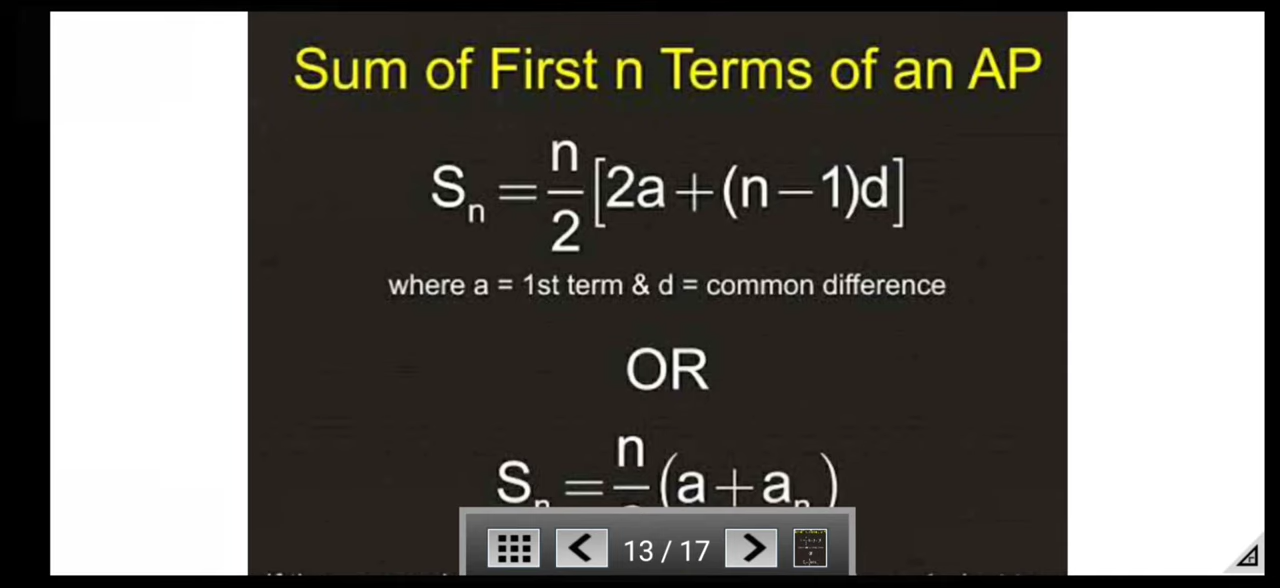 Sum of First n Terms of an AP
Sₙ = n/2 [2a + (n − 1)d]
where a = 1st term & d = common difference
OR
Sₙ = n/ (a + aₙ)
13 / 17